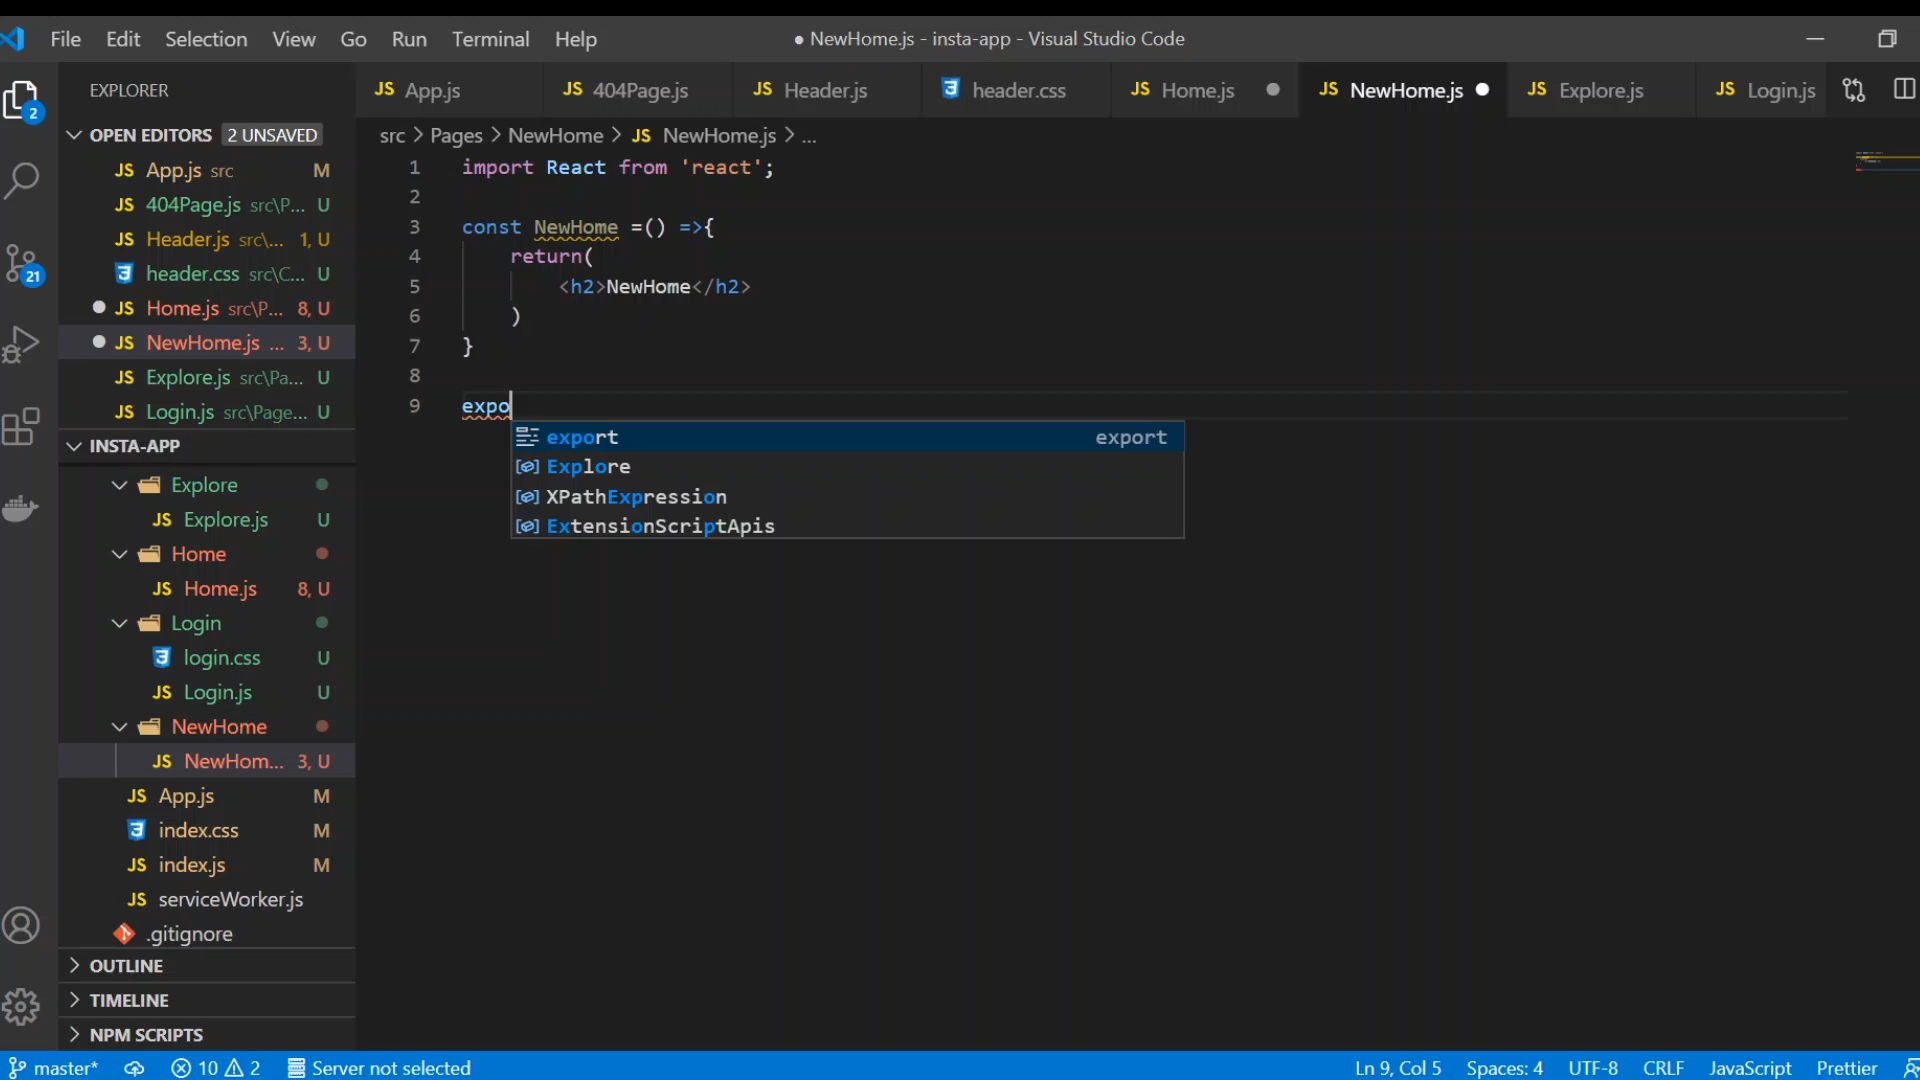 File Edit Selection View Go Run Terminal Help ● NewHome.js - insta-app - Visual Studio Code
EXPLORER
JS App.js JS 404Page.js JS Header.js header.css JS Home.js JS NewHome.js JS Explore.js JS Login.js
2
OPEN EDITORS 2 UNSAVED
src > Pages > NewHome > JS NewHome.js > ...
JS App.js src M
JS 404Page.js src\P... U
JS Header.js src\... 1, U
header.css src\C... U
JS Home.js src\P... 8, U
JS NewHome.js ... 3, U
JS Explore.js src\Pa... U
JS Login.js src\Page... U
21
1 import React from 'react';
2
3 const NewHome =() =>{
4 return(
5 <h2>NewHome</h2>
6 )
7 }
8
9 expo
export export
Explore
XPathExpression
ExtensionScriptApis
INSTA-APP
Explore
JS Explore.js U
Home
JS Home.js 8, U
Login
login.css U
JS Login.js U
NewHome
JS NewHom... 3, U
JS App.js M
index.css M
JS index.js M
JS serviceWorker.js
.gitignore
OUTLINE
TIMELINE
NPM SCRIPTS
master* 10 2 Server not selected Ln 9, Col 5 Spaces: 4 UTF-8 CRLF JavaScript Prettier